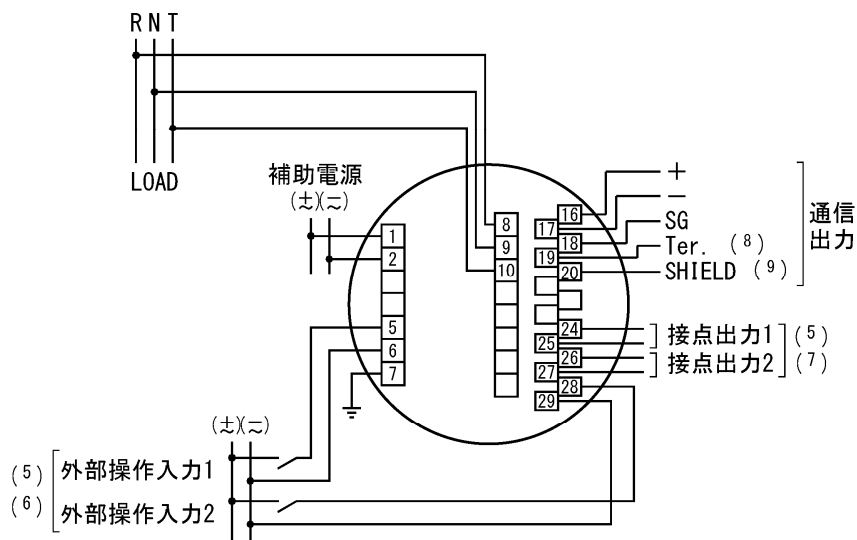 R N T
LOAD
補助電源
(±)(∓)
1
2
5
6
7
8
9
10
16
17
18
19
20
24
25
26
27
28
29
+
−
SG
Ter. (8)
SHIELD (9)
通信
出力
接点出力1 (5)
接点出力2 (7)
(±)(∓)
(5) 外部操作入力1
(6) 外部操作入力2